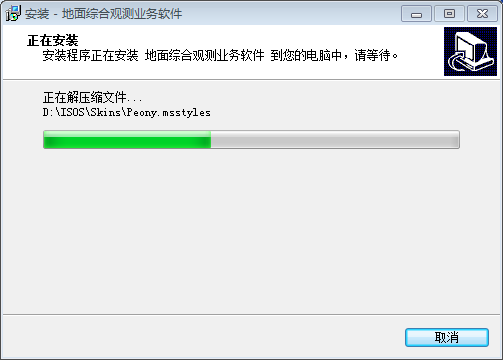 安装 - 地面综合观测业务软件
正在安装
安装程序正在安装 地面综合观测业务软件 到您的电脑中，请等待。
正在解压缩文件...
D:\ISOS\Skins\Peony.msstyles
取消